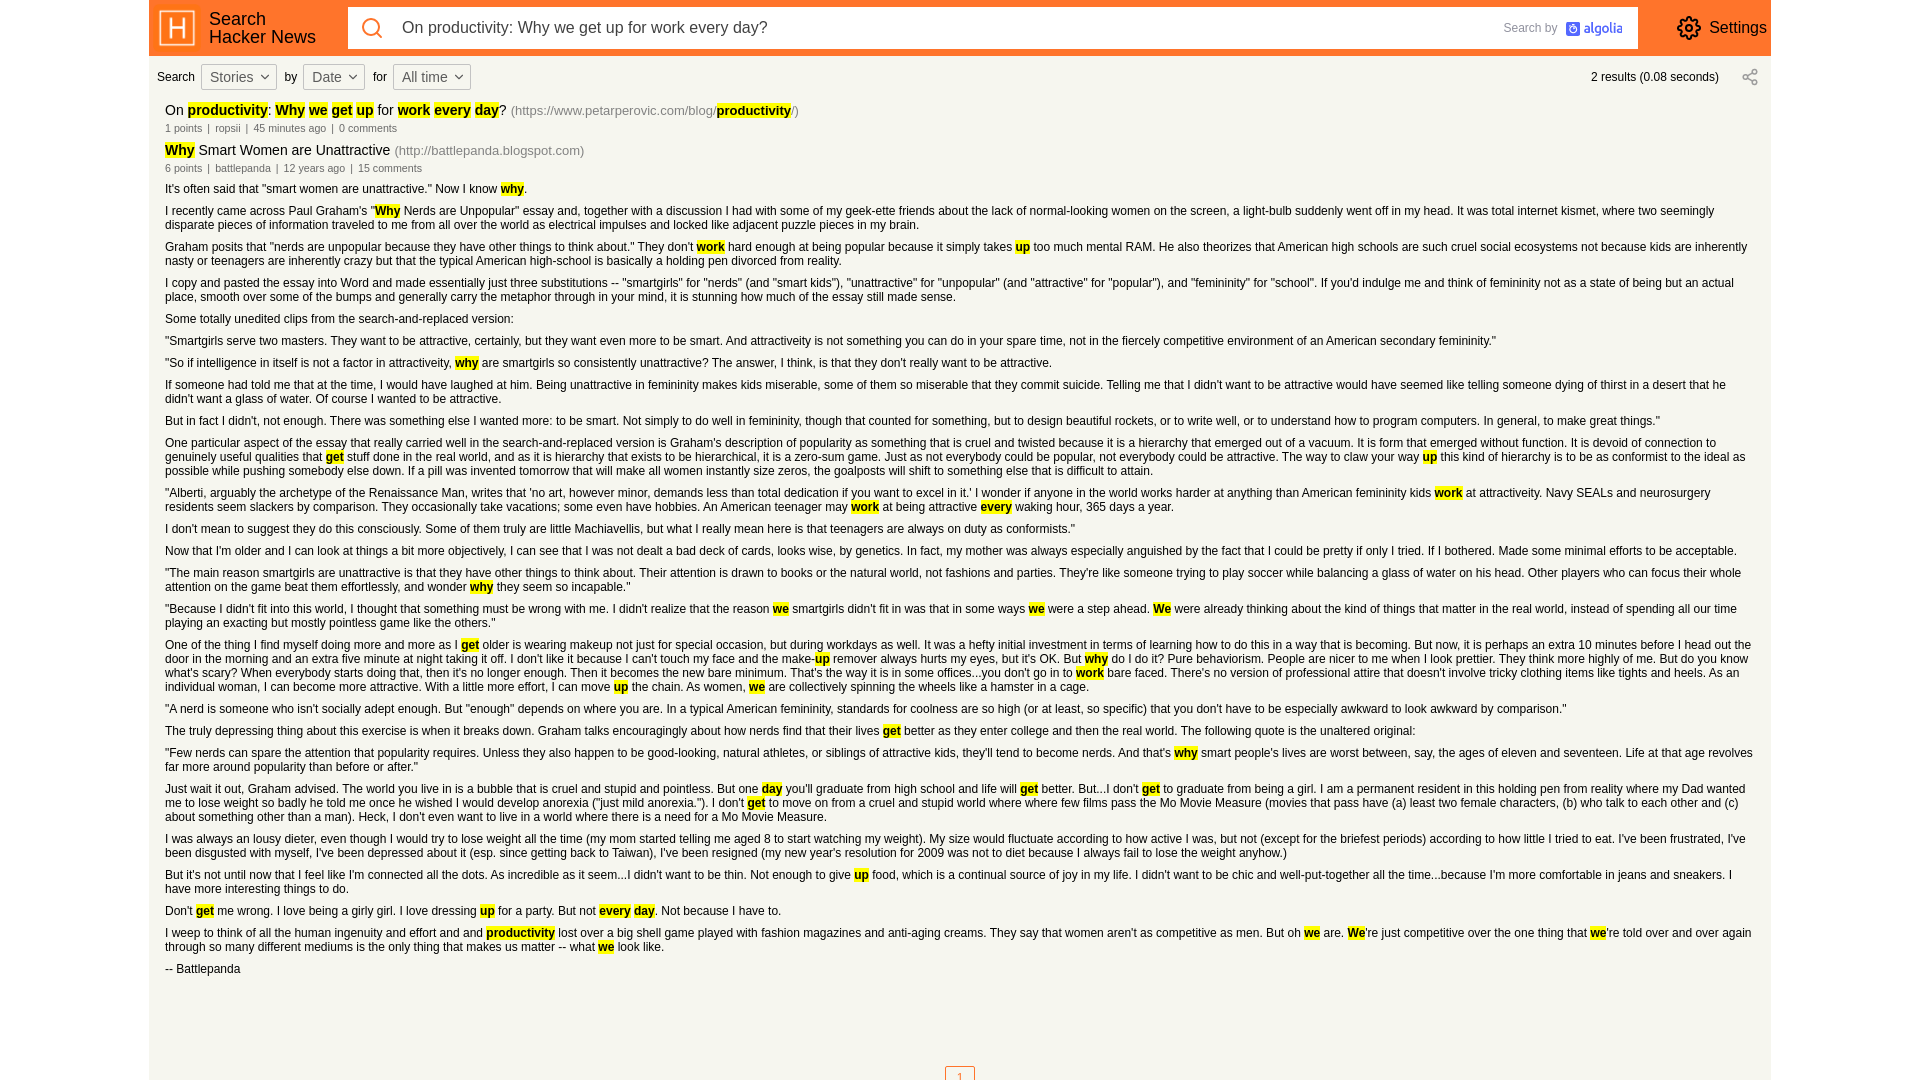 Search
Hacker News
On productivity: Why we get up for work every day?
Search by algolia
Settings
Search Stories by Date for All time
2 results (0.08 seconds)
On productivity: Why we get up for work every day? (https://www.petarperovic.com/blog/productivity/)
1 points | ropsii | 45 minutes ago | 0 comments
Why Smart Women are Unattractive (http://battlepanda.blogspot.com)
6 points | battlepanda | 12 years ago | 15 comments
It's often said that "smart women are unattractive." Now I know why.
I recently came across Paul Graham's "Why Nerds are Unpopular" essay and, together with a discussion I had with some of my geek-ette friends about the lack of normal-looking women on the screen, a light-bulb suddenly went off in my head. It was total internet kismet, where two seemingly
disparate pieces of information traveled to me from all over the world as electrical impulses and locked like adjacent puzzle pieces in my brain.
Graham posits that "nerds are unpopular because they have other things to think about." They don't work hard enough at being popular because it simply takes up too much mental RAM. He also theorizes that American high schools are such cruel social ecosystems not because kids are inherently
nasty or teenagers are inherently crazy but that the typical American high-school is basically a holding pen divorced from reality.
I copy and pasted the essay into Word and made essentially just three substitutions -- "smartgirls" for "nerds" (and "smart kids"), "unattractive" for "unpopular" (and "attractive" for "popular"), and "femininity" for "school". If you'd indulge me and think of femininity not as a state of being but an actual
place, smooth over some of the bumps and generally carry the metaphor through in your mind, it is stunning how much of the essay still made sense.
Some totally unedited clips from the search-and-replaced version:
"Smartgirls serve two masters. They want to be attractive, certainly, but they want even more to be smart. And attractiveity is not something you can do in your spare time, not in the fiercely competitive environment of an American secondary femininity."
"So if intelligence in itself is not a factor in attractiveity, why are smartgirls so consistently unattractive? The answer, I think, is that they don't really want to be attractive.
If someone had told me that at the time, I would have laughed at him. Being unattractive in femininity makes kids miserable, some of them so miserable that they commit suicide. Telling me that I didn't want to be attractive would have seemed like telling someone dying of thirst in a desert that he
didn't want a glass of water. Of course I wanted to be attractive.
But in fact I didn't, not enough. There was something else I wanted more: to be smart. Not simply to do well in femininity, though that counted for something, but to design beautiful rockets, or to write well, or to understand how to program computers. In general, to make great things."
One particular aspect of the essay that really carried well in the search-and-replaced version is Graham's description of popularity as something that is cruel and twisted because it is a hierarchy that emerged out of a vacuum. It is form that emerged without function. It is devoid of connection to
genuinely useful qualities that get stuff done in the real world, and as it is hierarchy that exists to be hierarchical, it is a zero-sum game. Just as not everybody could be popular, not everybody could be attractive. The way to claw your way up this kind of hierarchy is to be as conformist to the ideal as
possible while pushing somebody else down. If a pill was invented tomorrow that will make all women instantly size zeros, the goalposts will shift to something else that is difficult to attain.
"Alberti, arguably the archetype of the Renaissance Man, writes that 'no art, however minor, demands less than total dedication if you want to excel in it.' I wonder if anyone in the world works harder at anything than American femininity kids work at attractiveity. Navy SEALs and neurosurgery
residents seem slackers by comparison. They occasionally take vacations; some even have hobbies. An American teenager may work at being attractive every waking hour, 365 days a year.
I don't mean to suggest they do this consciously. Some of them truly are little Machiavellis, but what I really mean here is that teenagers are always on duty as conformists."
Now that I'm older and I can look at things a bit more objectively, I can see that I was not dealt a bad deck of cards, looks wise, by genetics. In fact, my mother was always especially anguished by the fact that I could be pretty if only I tried. If I bothered. Made some minimal efforts to be acceptable.
"The main reason smartgirls are unattractive is that they have other things to think about. Their attention is drawn to books or the natural world, not fashions and parties. They're like someone trying to play soccer while balancing a glass of water on his head. Other players who can focus their whole
attention on the game beat them effortlessly, and wonder why they seem so incapable."
"Because I didn't fit into this world, I thought that something must be wrong with me. I didn't realize that the reason we smartgirls didn't fit in was that in some ways we were a step ahead. We were already thinking about the kind of things that matter in the real world, instead of spending all our time
playing an exacting but mostly pointless game like the others."
One of the thing I find myself doing more and more as I get older is wearing makeup not just for special occasion, but during workdays as well. It was a hefty initial investment in terms of learning how to do this in a way that is becoming. But now, it is perhaps an extra 10 minutes before I head out the
door in the morning and an extra five minute at night taking it off. I don't like it because I can't touch my face and the make-up remover always hurts my eyes, but it's OK. But why do I do it? Pure behaviorism. People are nicer to me when I look prettier. They think more highly of me. But do you know
what's scary? When everybody starts doing that, then it's no longer enough. Then it becomes the new bare minimum. That's the way it is in some offices...you don't go in to work bare faced. There's no version of professional attire that doesn't involve tricky clothing items like tights and heels. As an
individual woman, I can become more attractive. With a little more effort, I can move up the chain. As women, we are collectively spinning the wheels like a hamster in a cage.
"A nerd is someone who isn't socially adept enough. But "enough" depends on where you are. In a typical American femininity, standards for coolness are so high (or at least, so specific) that you don't have to be especially awkward to look awkward by comparison."
The truly depressing thing about this exercise is when it breaks down. Graham talks encouragingly about how nerds find that their lives get better as they enter college and then the real world. The following quote is the unaltered original:
"Few nerds can spare the attention that popularity requires. Unless they also happen to be good-looking, natural athletes, or siblings of attractive kids, they'll tend to become nerds. And that's why smart people's lives are worst between, say, the ages of eleven and seventeen. Life at that age revolves
far more around popularity than before or after."
Just wait it out, Graham advised. The world you live in is a bubble that is cruel and stupid and pointless. But one day you'll graduate from high school and life will get better. But...I don't get to graduate from being a girl. I am a permanent resident in this holding pen from reality where my Dad wanted
me to lose weight so badly he told me once he wished I would develop anorexia ("just mild anorexia."). I don't get to move on from a cruel and stupid world where where few films pass the Mo Movie Measure (movies that pass have (a) least two female characters, (b) who talk to each other and (c)
about something other than a man). Heck, I don't even want to live in a world where there is a need for a Mo Movie Measure.
I was always an lousy dieter, even though I would try to lose weight all the time (my mom started telling me aged 8 to start watching my weight). My size would fluctuate according to how active I was, but not (except for the briefest periods) according to how little I tried to eat. I've been frustrated, I've
been disgusted with myself, I've been depressed about it (esp. since getting back to Taiwan), I've been resigned (my new year's resolution for 2009 was not to diet because I always fail to lose the weight anyhow.)
But it's not until now that I feel like I'm connected all the dots. As incredible as it seem...I didn't want to be thin. Not enough to give up food, which is a continual source of joy in my life. I didn't want to be chic and well-put-together all the time...because I'm more comfortable in jeans and sneakers. I
have more interesting things to do.
Don't get me wrong. I love being a girly girl. I love dressing up for a party. But not every day. Not because I have to.
I weep to think of all the human ingenuity and effort and and productivity lost over a big shell game played with fashion magazines and anti-aging creams. They say that women aren't as competitive as men. But oh we are. We're just competitive over the one thing that we're told over and over again
through so many different mediums is the only thing that makes us matter -- what we look like.
-- Battlepanda
1